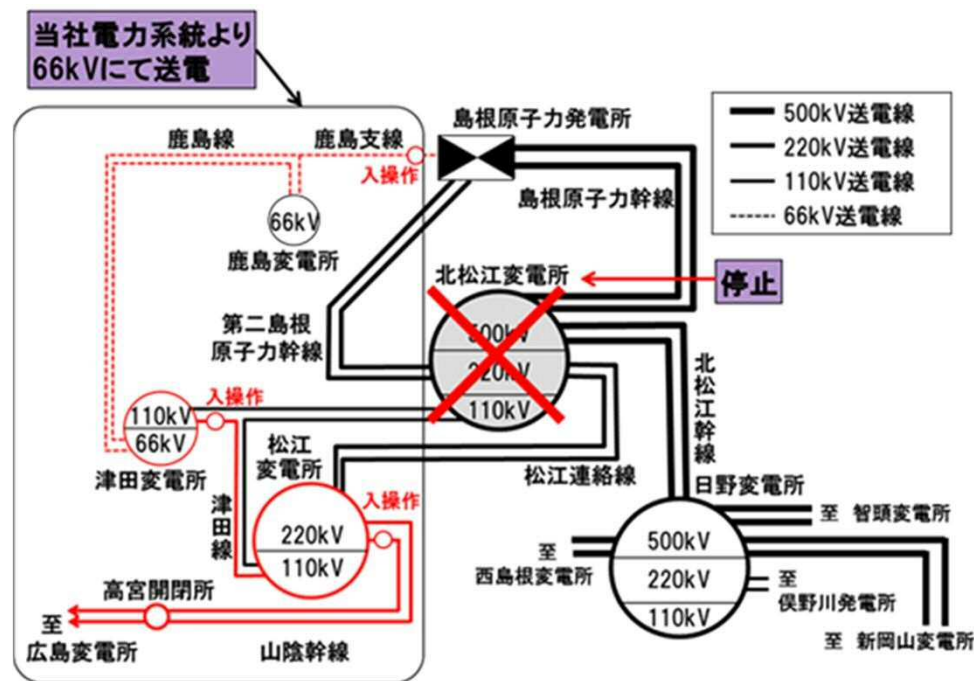 当社電力系統より
66kVにて送電
島根原子力発電所
500kV送電線
220kV送電線
110kV送電線
66kV送電線
鹿島線
鹿島支線
入操作
島根原子力幹線
66kV
鹿島変電所
北松江変電所
停止
第二島根
原子力幹線
500kV
220kV
110kV
北松江幹線
入操作
110kV
66kV
津田変電所
松江
変電所
松江連絡線
津田線
入操作
220kV
110kV
日野変電所
至 智頭変電所
500kV
220kV
110kV
至
西島根変電所
至
俣野川発電所
至 新岡山変電所
高宮開閉所
至
広島変電所
山陰幹線